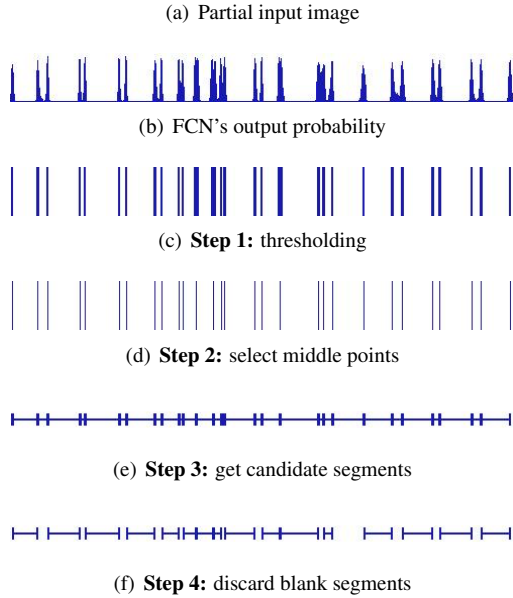 (a) Partial input image
(b) FCN's output probability
(c) Step 1: thresholding
(d) Step 2: select middle points
(e) Step 3: get candidate segments
(f) Step 4: discard blank segments